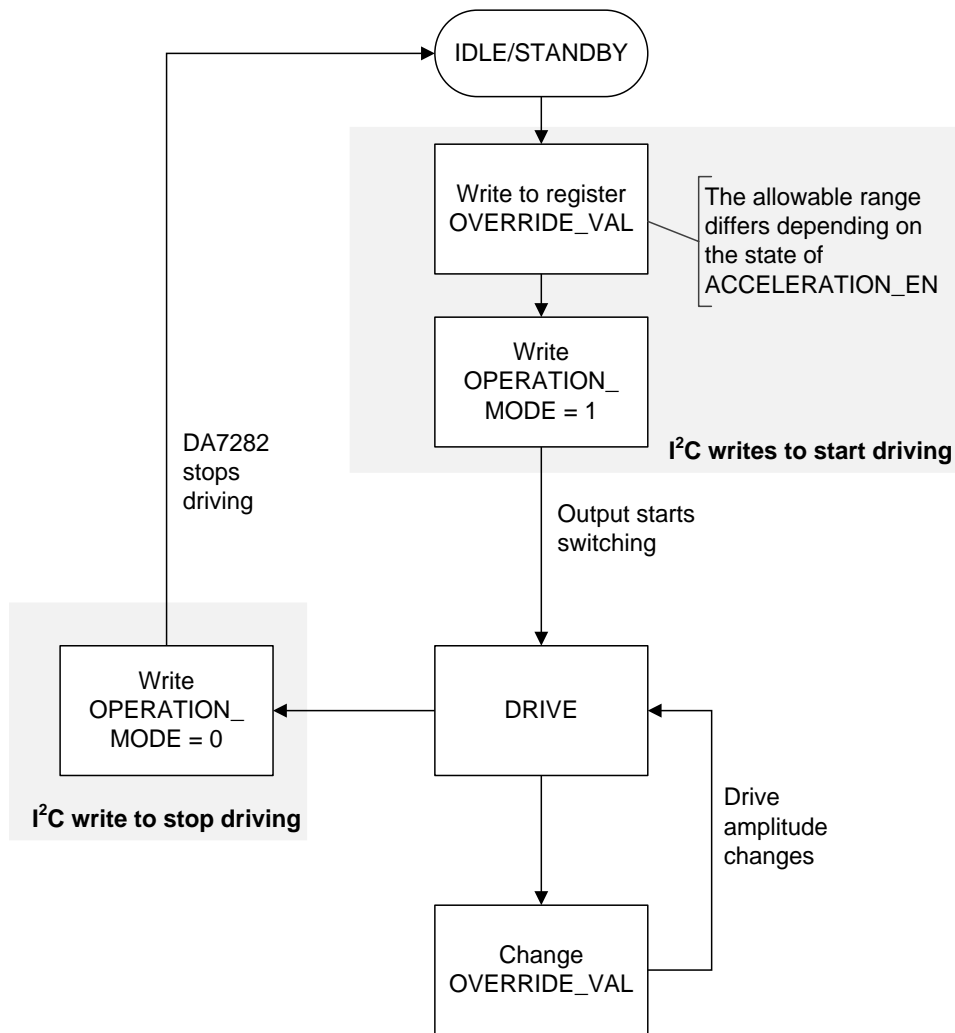 IDLE/STANDBY
Write to register
OVERRIDE_VAL
The allowable range
differs depending on
the state of
ACCELERATION_EN
Write
OPERATION_
MODE = 1
I²C writes to start driving
DA7282
stops
driving
Output starts
switching
Write
OPERATION_
MODE = 0
I²C write to stop driving
DRIVE
Drive
amplitude
changes
Change
OVERRIDE_VAL